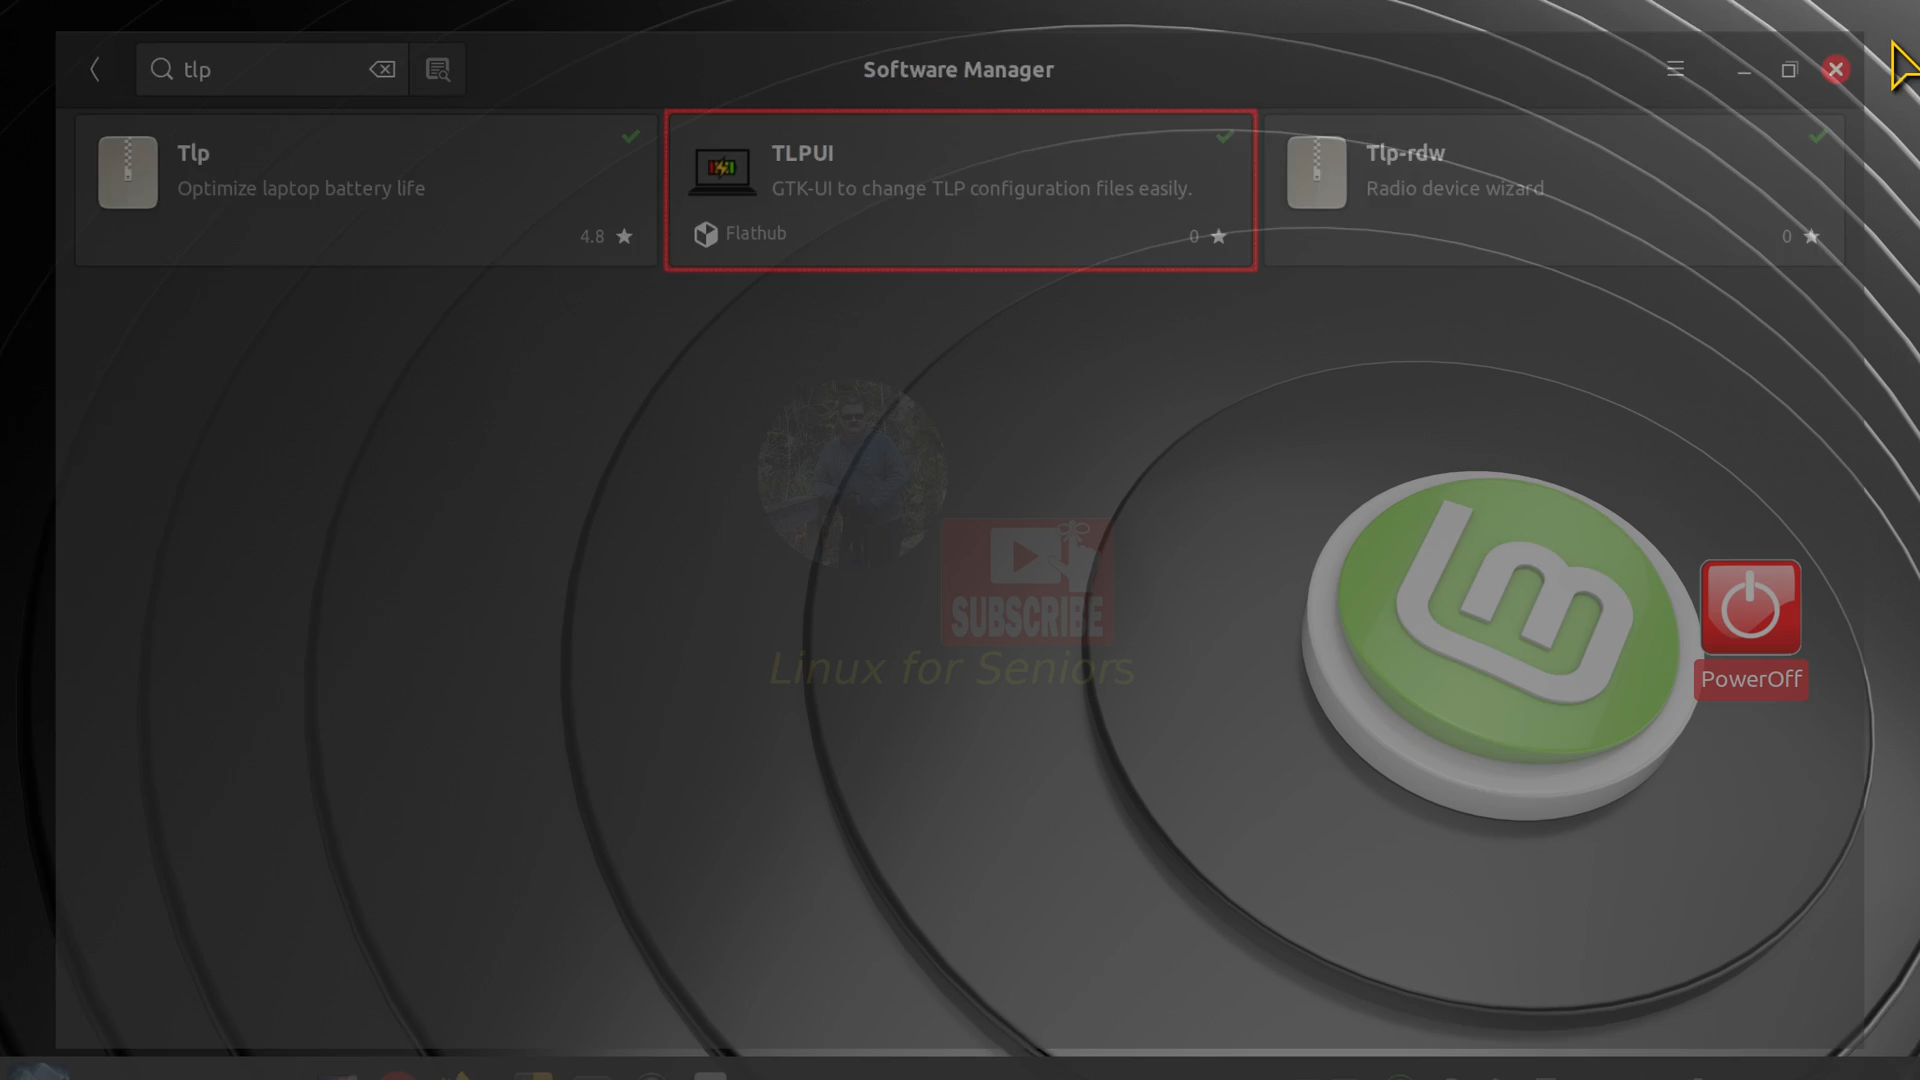 tlp
Software Manager
Tlp
Optimize laptop battery life
4.8
TLPUI
GTK-UI to change TLP configuration files easily.
Flathub
0
Tlp-rdw
Radio device wizard
0
SUBSCRIBE
Linux for Seniors
PowerOff